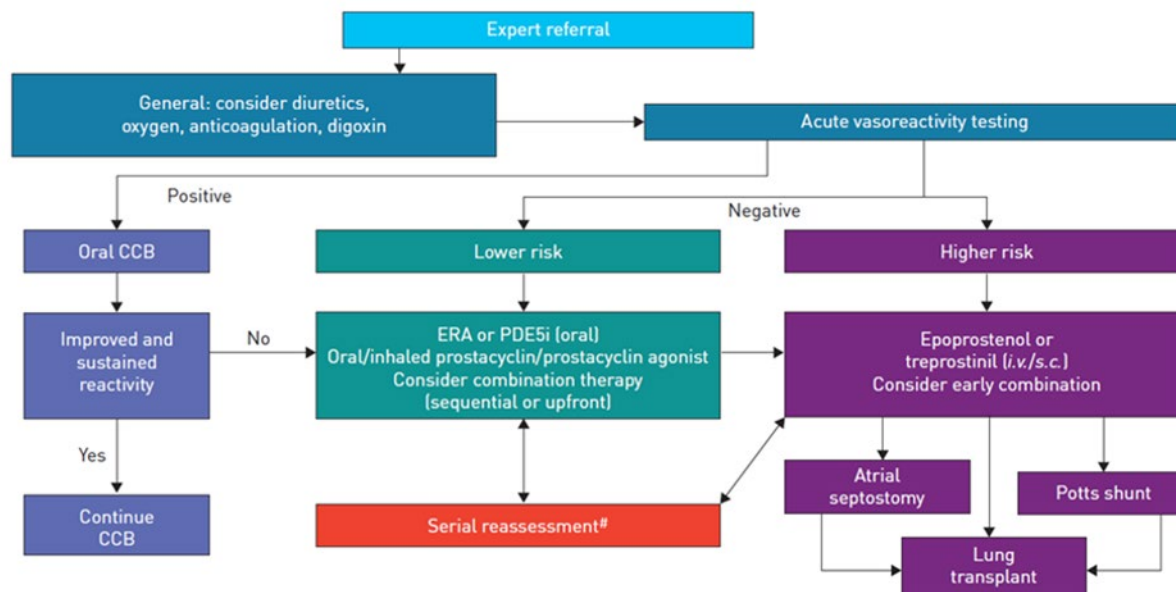 Expert referral
General: consider diuretics,
oxygen, anticoagulation, digoxin
Acute vasoreactivity testing
Positive
Negative
Oral CCB
Lower risk
Higher risk
Improved and
sustained
reactivity
No
ERA or PDE5i (oral)
Oral/inhaled prostacyclin/prostacyclin agonist
Consider combination therapy
(sequential or upfront)
Epoprostenol or
treprostinil (i.v./s.c.)
Consider early combination
Yes
Atrial
septostomy
Potts shunt
Continue
CCB
Serial reassessment#
Lung
transplant